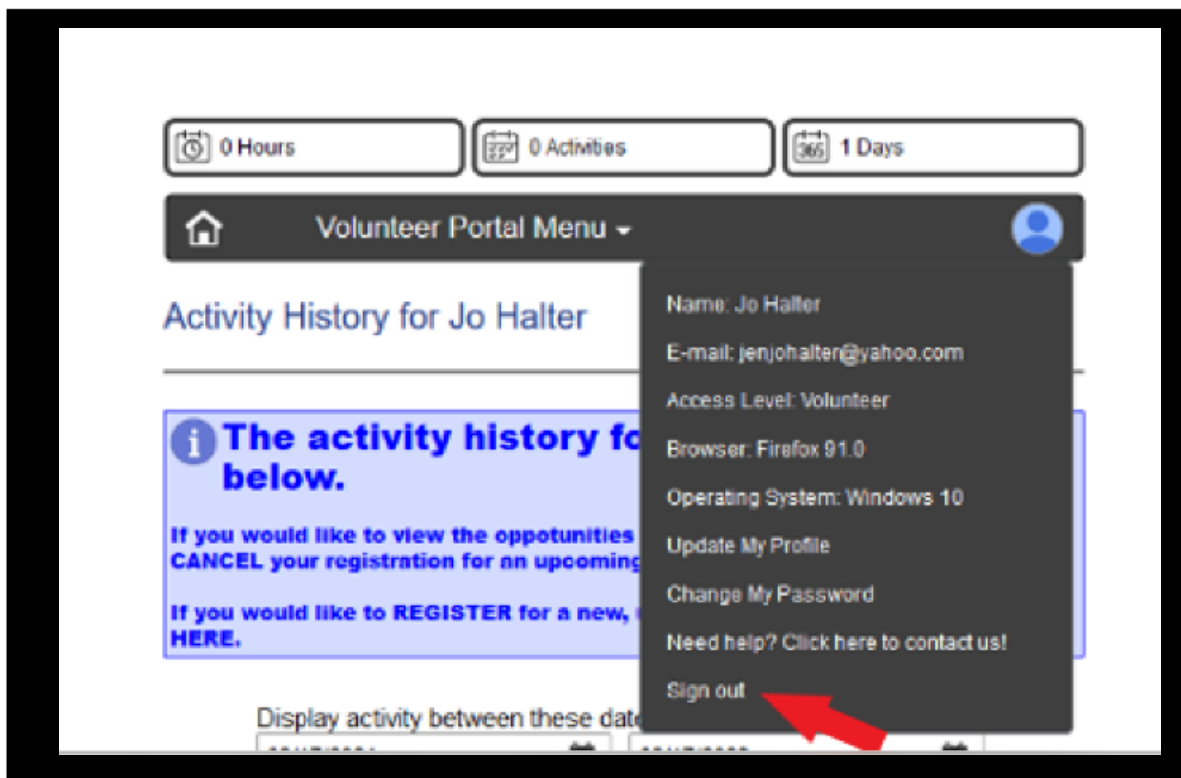 0 Hours
0 Activities
365 1 Days
Volunteer Portal Menu
Activity History for Jo Halter
Name: Jo Halter
E-mail: jenjohalter@yahoo.com
Access Level: Volunteer
Browser: Firefox 91.0
Operating System: Windows 10
Update My Profile
Change My Password
Need help? Click here to contact us!
Sign out
The activity history
below.
If you would like to view the oppotunities
CANCEL your registration for an upcoming
If you would like to REGISTER for a new,
HERE.
Display activity between these